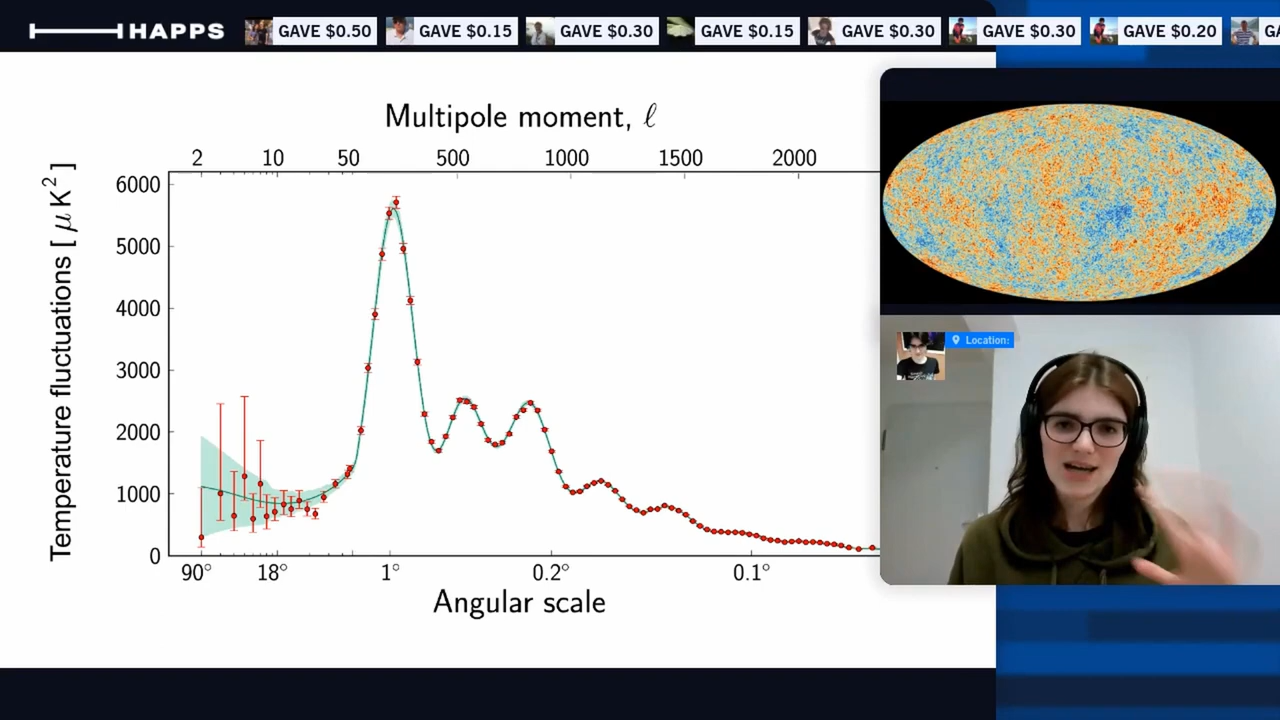 HAPPS
GAVE $0.50
GAVE $0.15
GAVE $0.30
GAVE $0.15
GAVE $0.30
GAVE $0.30
GAVE $0.20
Multipole moment, ℓ
2 10 50 500 1000 1500 2000
Temperature fluctuations [ μ K²]
6000
5000
4000
3000
2000
1000
0
90° 18° 1° 0.2° 0.1°
Angular scale
Location: